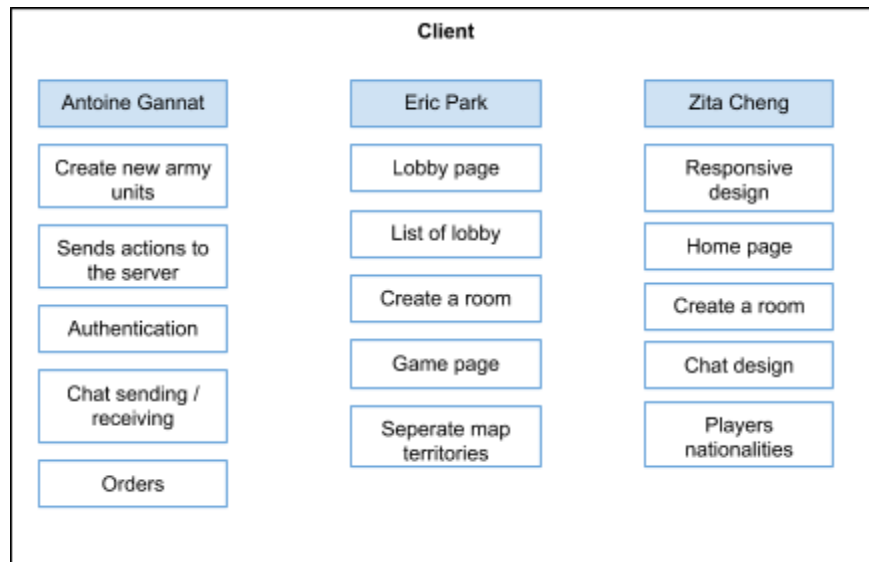 Client
Antoine Gannat
Create new army
units
Sends actions to
the server
Authentication
Chat sending /
receiving
Orders
Eric Park
Lobby page
List of lobby
Create a room
Game page
Seperate map
territories
Zita Cheng
Responsive
design
Home page
Create a room
Chat design
Players
nationalities